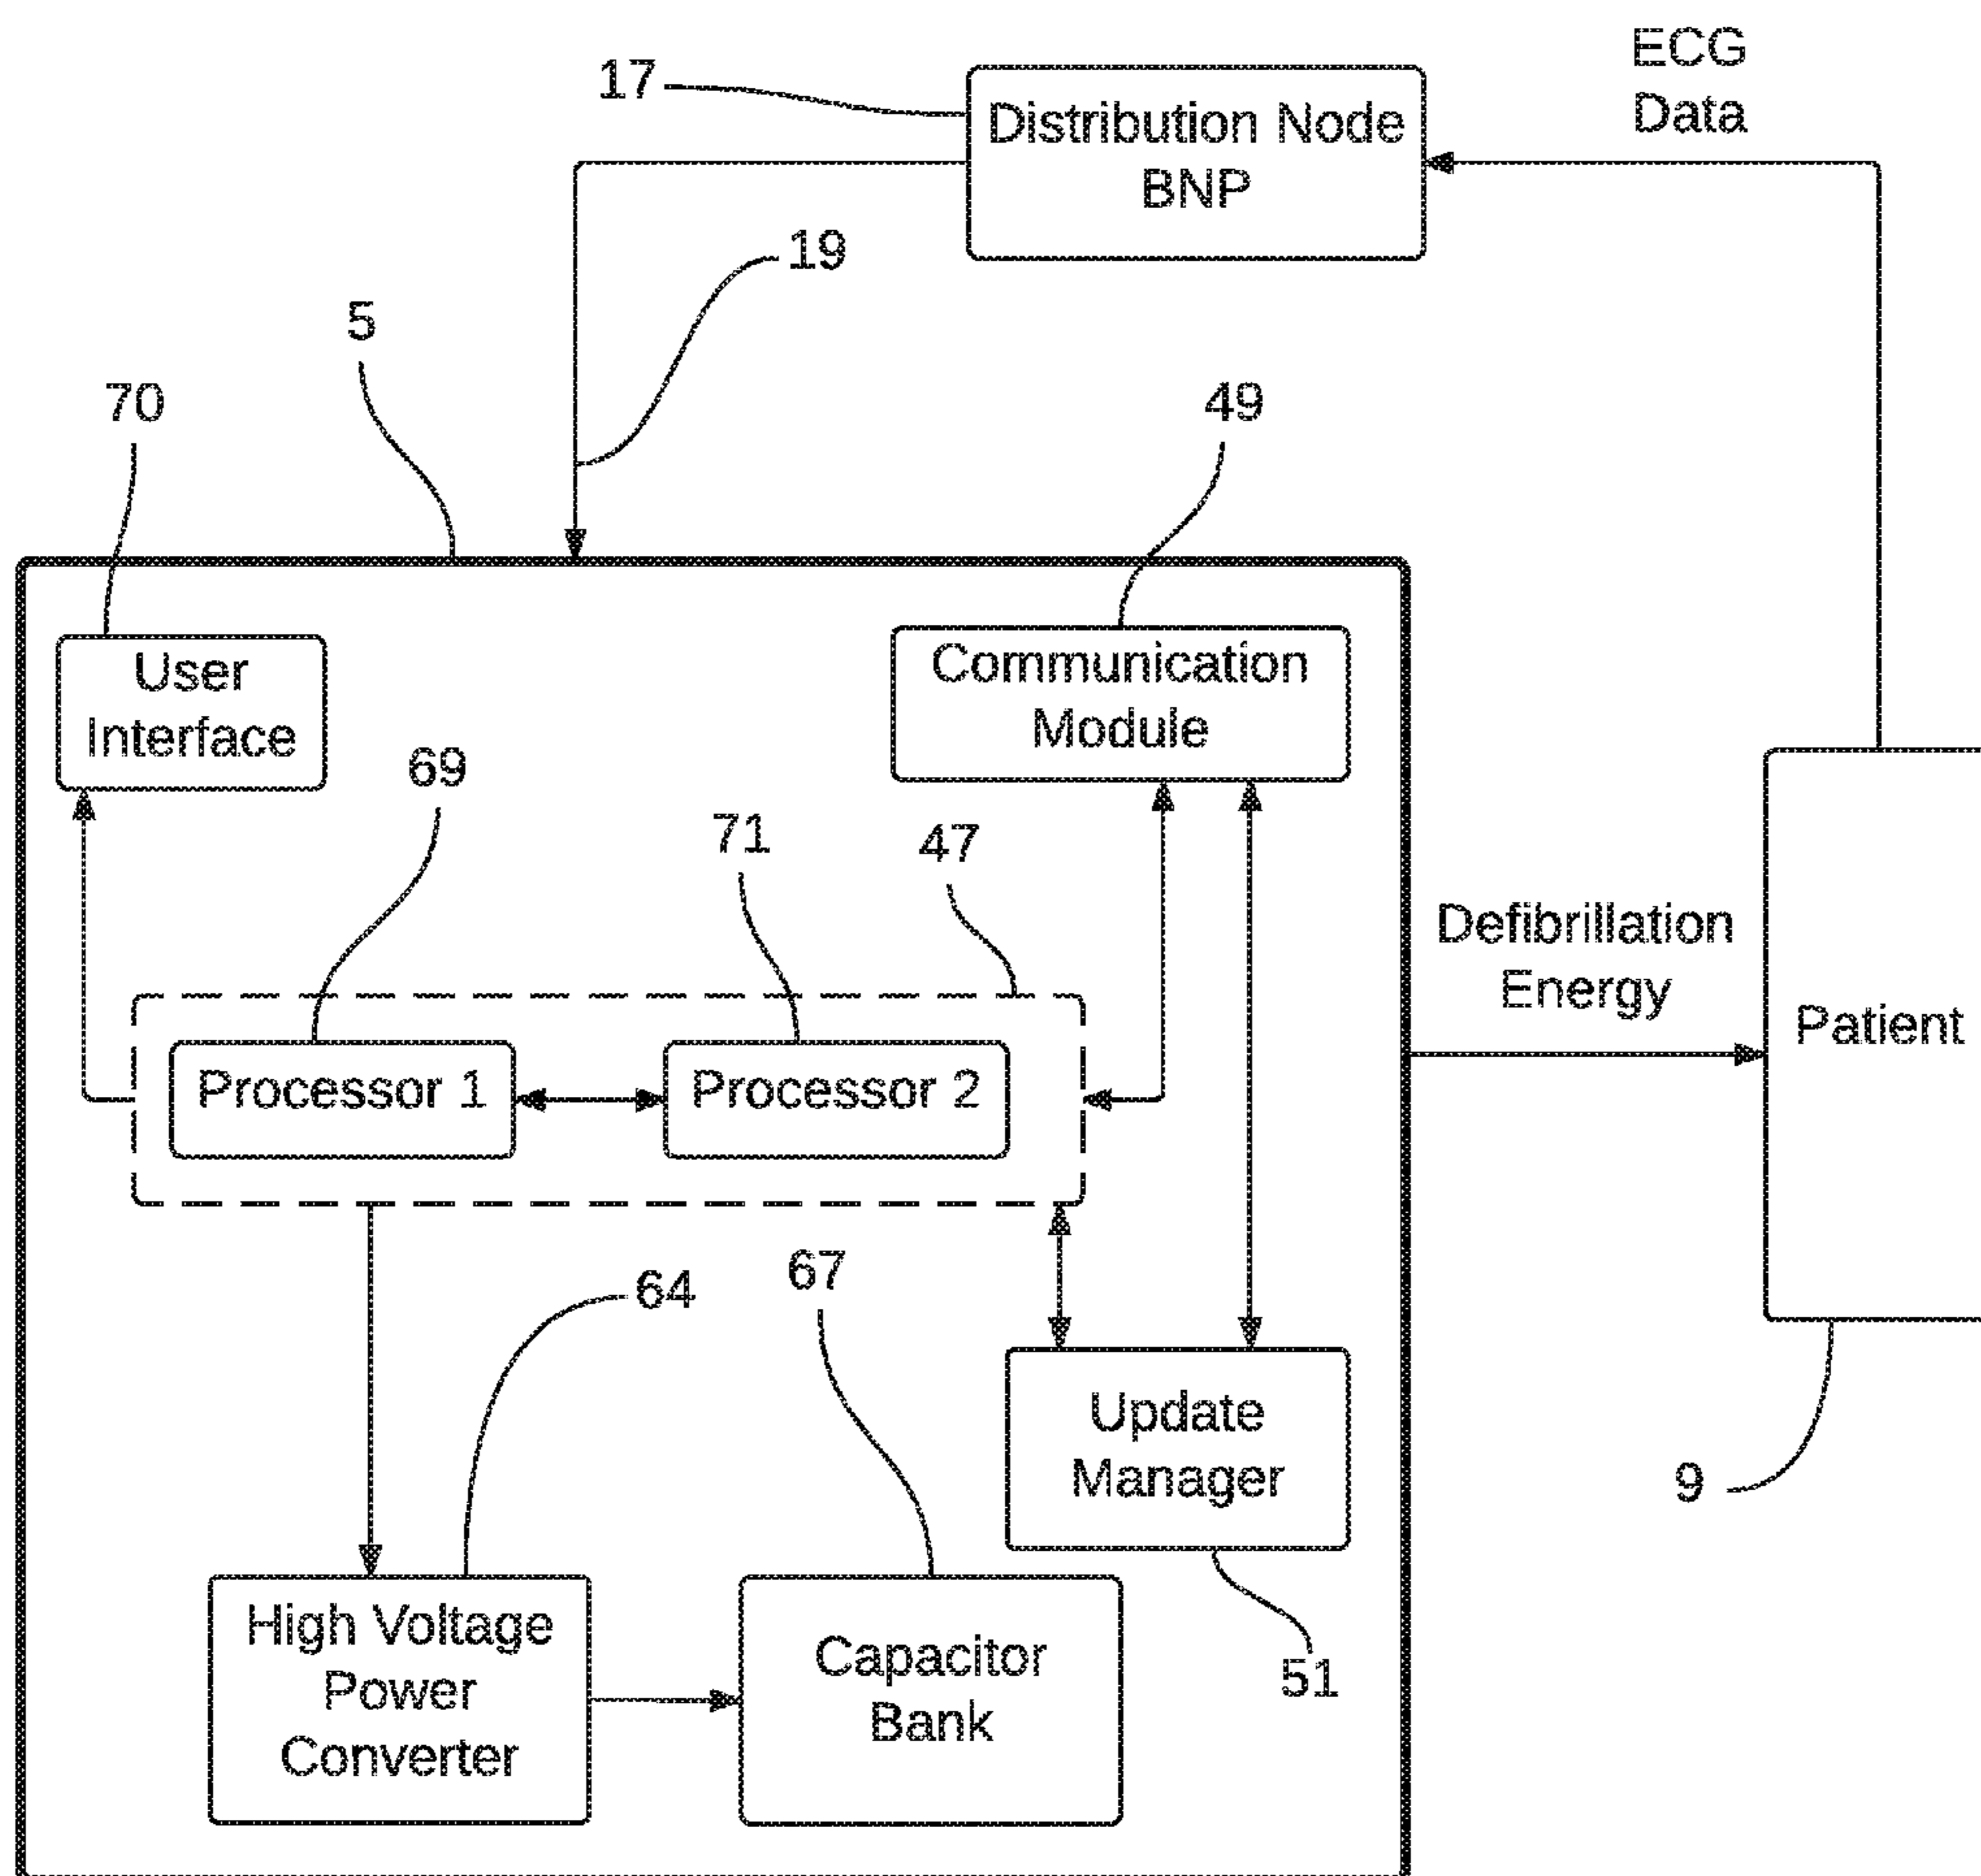 ECG
Data
17
Distribution Node
BNP
19
5
70
49
User
Interface
Communication
Module
69
71
47
Defibrillation
Energy
Patient
Processor 1
Processor 2
64
67
Update
Manager
9
High Voltage
Power
Converter
Capacitor
Bank
51